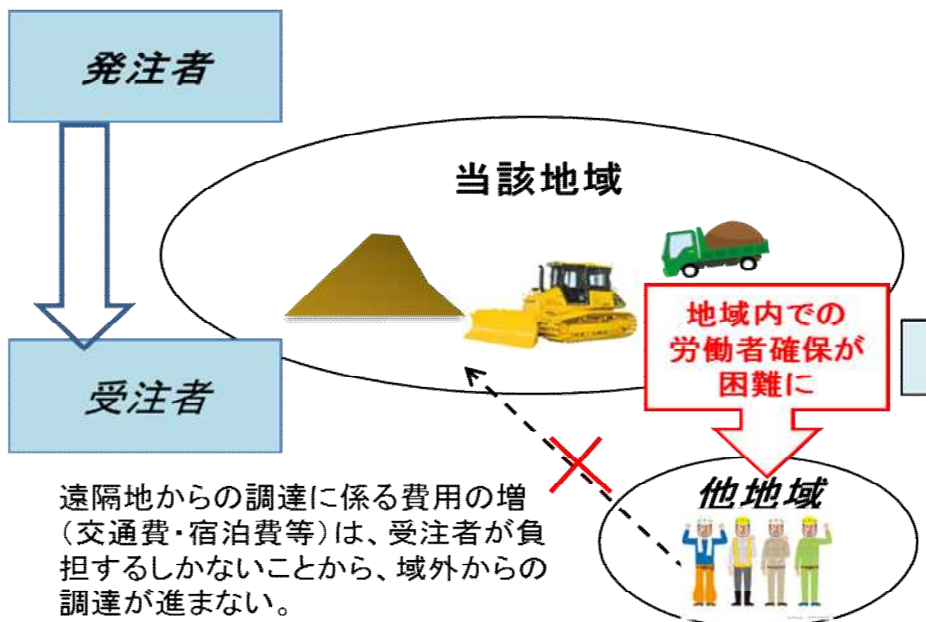 発注者
当該地域
地域内での
労働者確保が
困難に
受注者
他地域
遠隔地からの調達に係る費用の増
(交通費・宿泊費等)は、受注者が負
担するしかないことから、域外からの
調達が進まない。